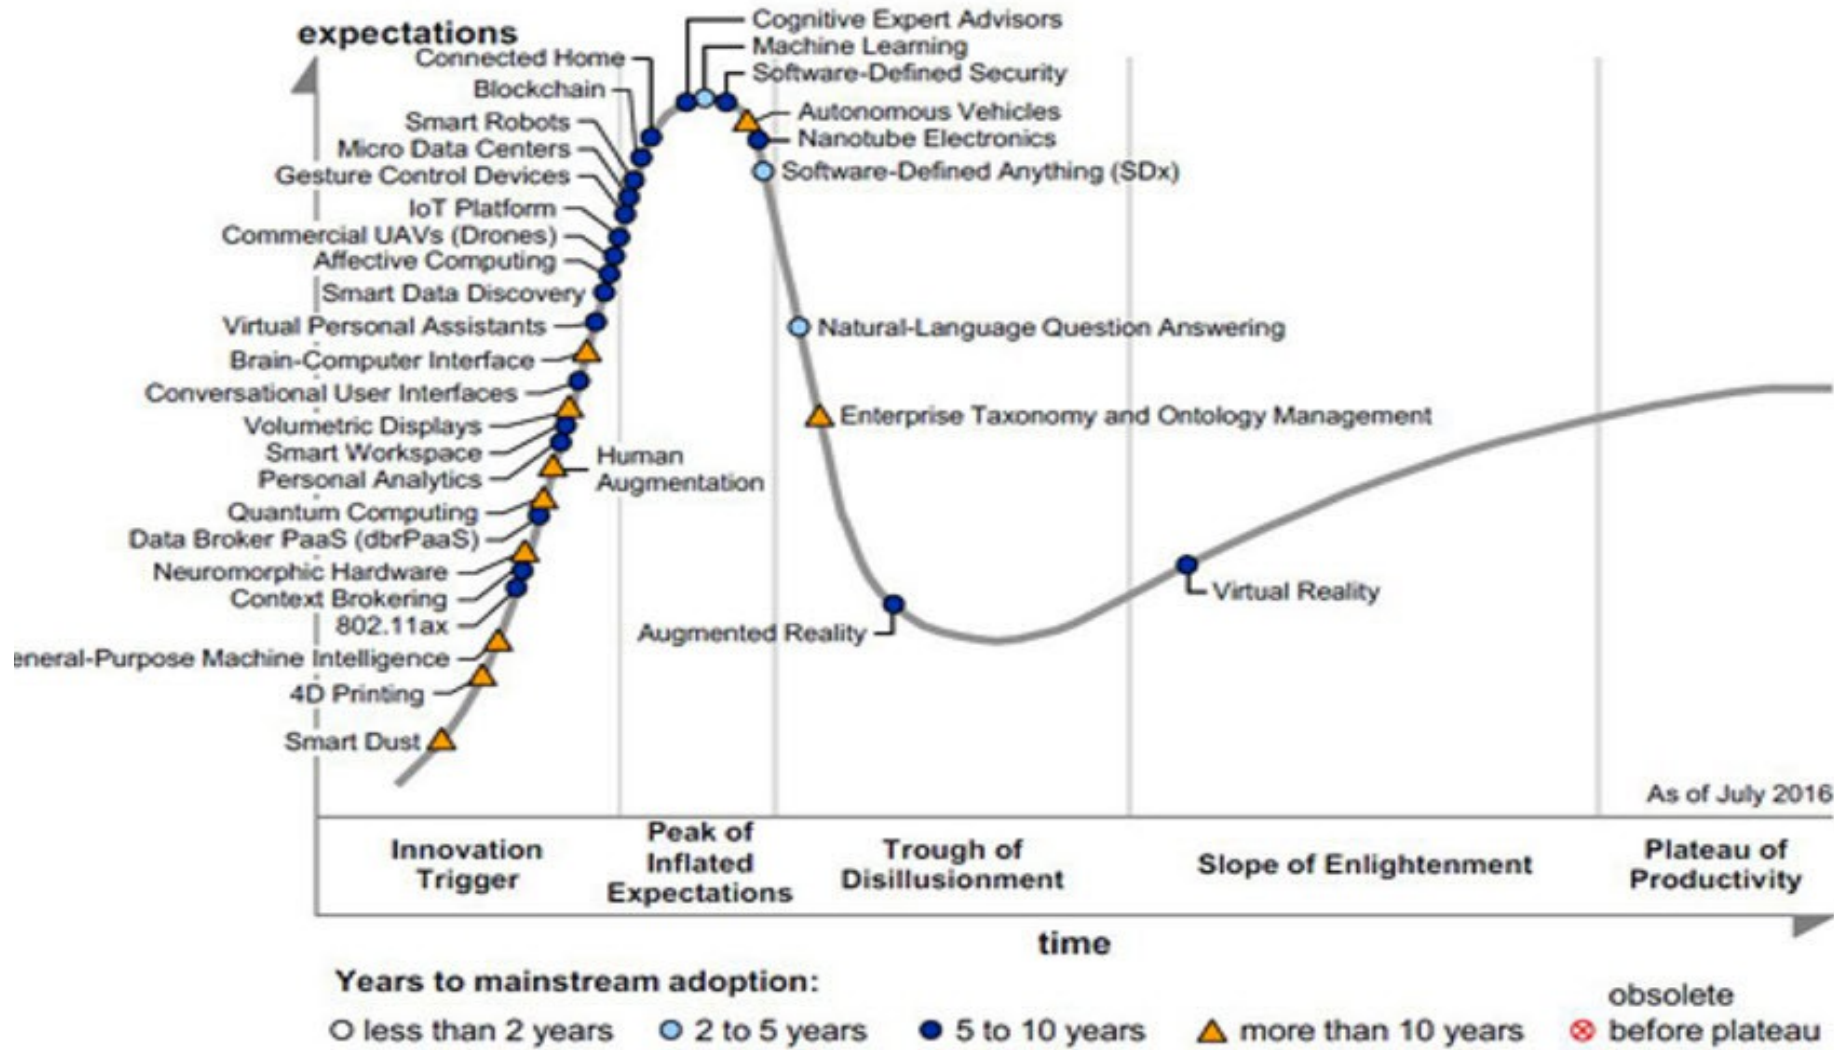 expectations
Cognitive Expert Advisors
Machine Learning
Connected Home
Software-Defined Security
Blockchain
Autonomous Vehicles
Smart Robots
Nanotube Electronics
Micro Data Centers
Software-Defined Anything (SDx)
Gesture Control Devices
IoT Platform
Commercial UAVs (Drones)
Affective Computing
Smart Data Discovery
Virtual Personal Assistants
Natural-Language Question Answering
Brain-Computer Interface
Conversational User Interfaces
Enterprise Taxonomy and Ontology Management
Volumetric Displays
Smart Workspace
Human
Augmentation
Personal Analytics
Quantum Computing
Data Broker PaaS (dbrPaaS)
Neuromorphic Hardware
Context Brokering
Virtual Reality
802.11ax
Augmented Reality
eneral-Purpose Machine Intelligence
4D Printing
Smart Dust
As of July 2016
Innovation
Trigger
Peak of
Inflated
Expectations
Trough of
Disillusionment
Slope of Enlightenment
Plateau of
Productivity
time
Years to mainstream adoption:
less than 2 years
2 to 5 years
5 to 10 years
more than 10 years
obsolete
before plateau